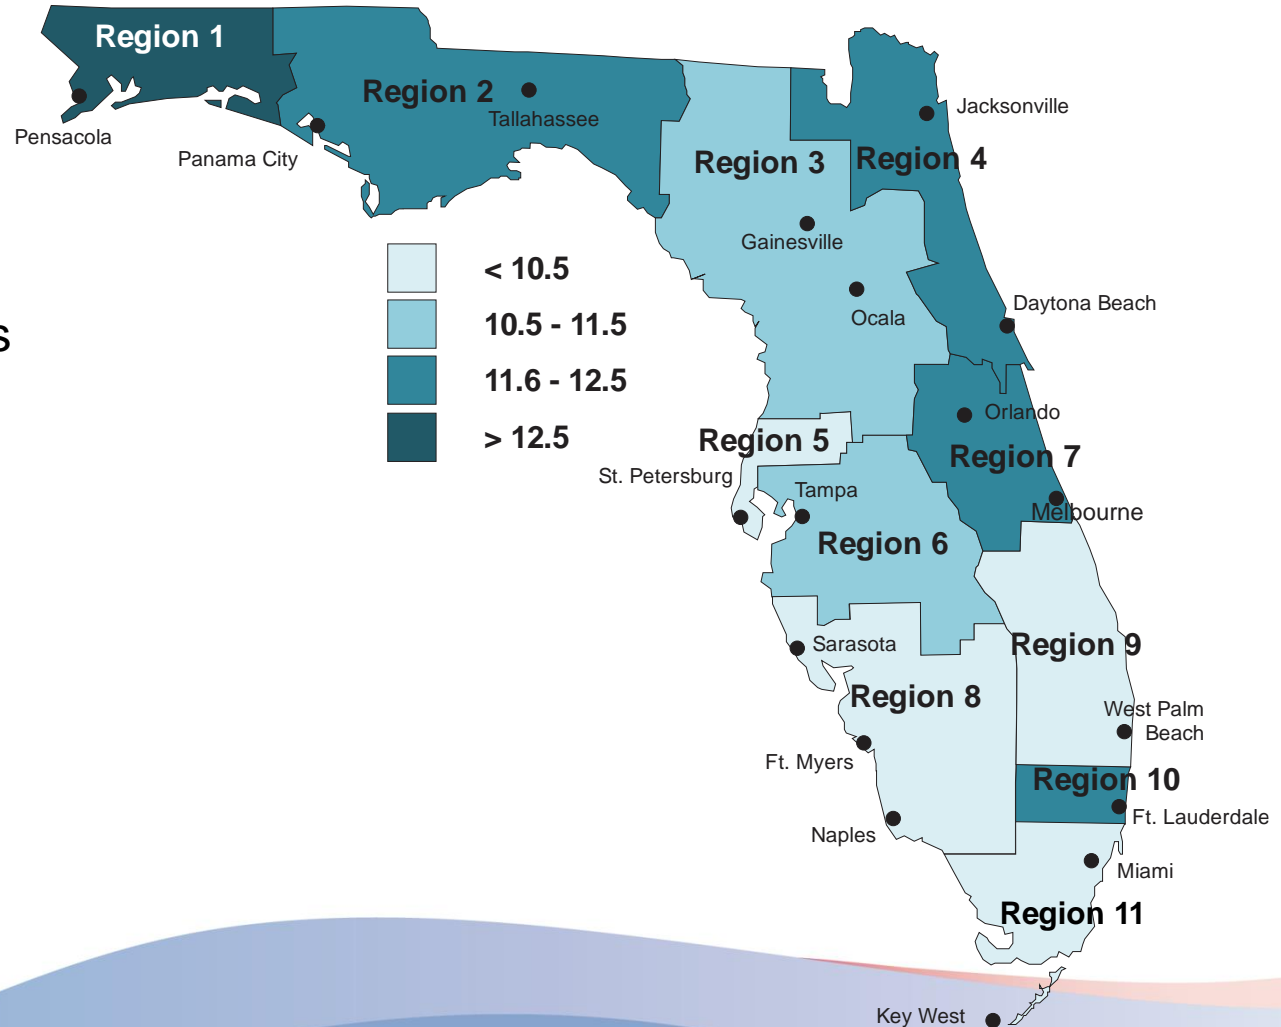 Region 1
Region 2
Tallahassee
Jacksonville
Pensacola
Panama City
Region 3
Region 4
Gainesville
< 10.5
10.5 - 11.5
11.6 - 12.5
> 12.5
Ocala
Daytona Beach
s
Orlando
Region 5
Region 7
St. Petersburg
Tampa
Melbourne
Region 6
Sarasota
Region 9
Region 8
West Palm
Beach
Ft. Myers
Region 10
Ft. Lauderdale
Naples
Miami
Region 11
Key West